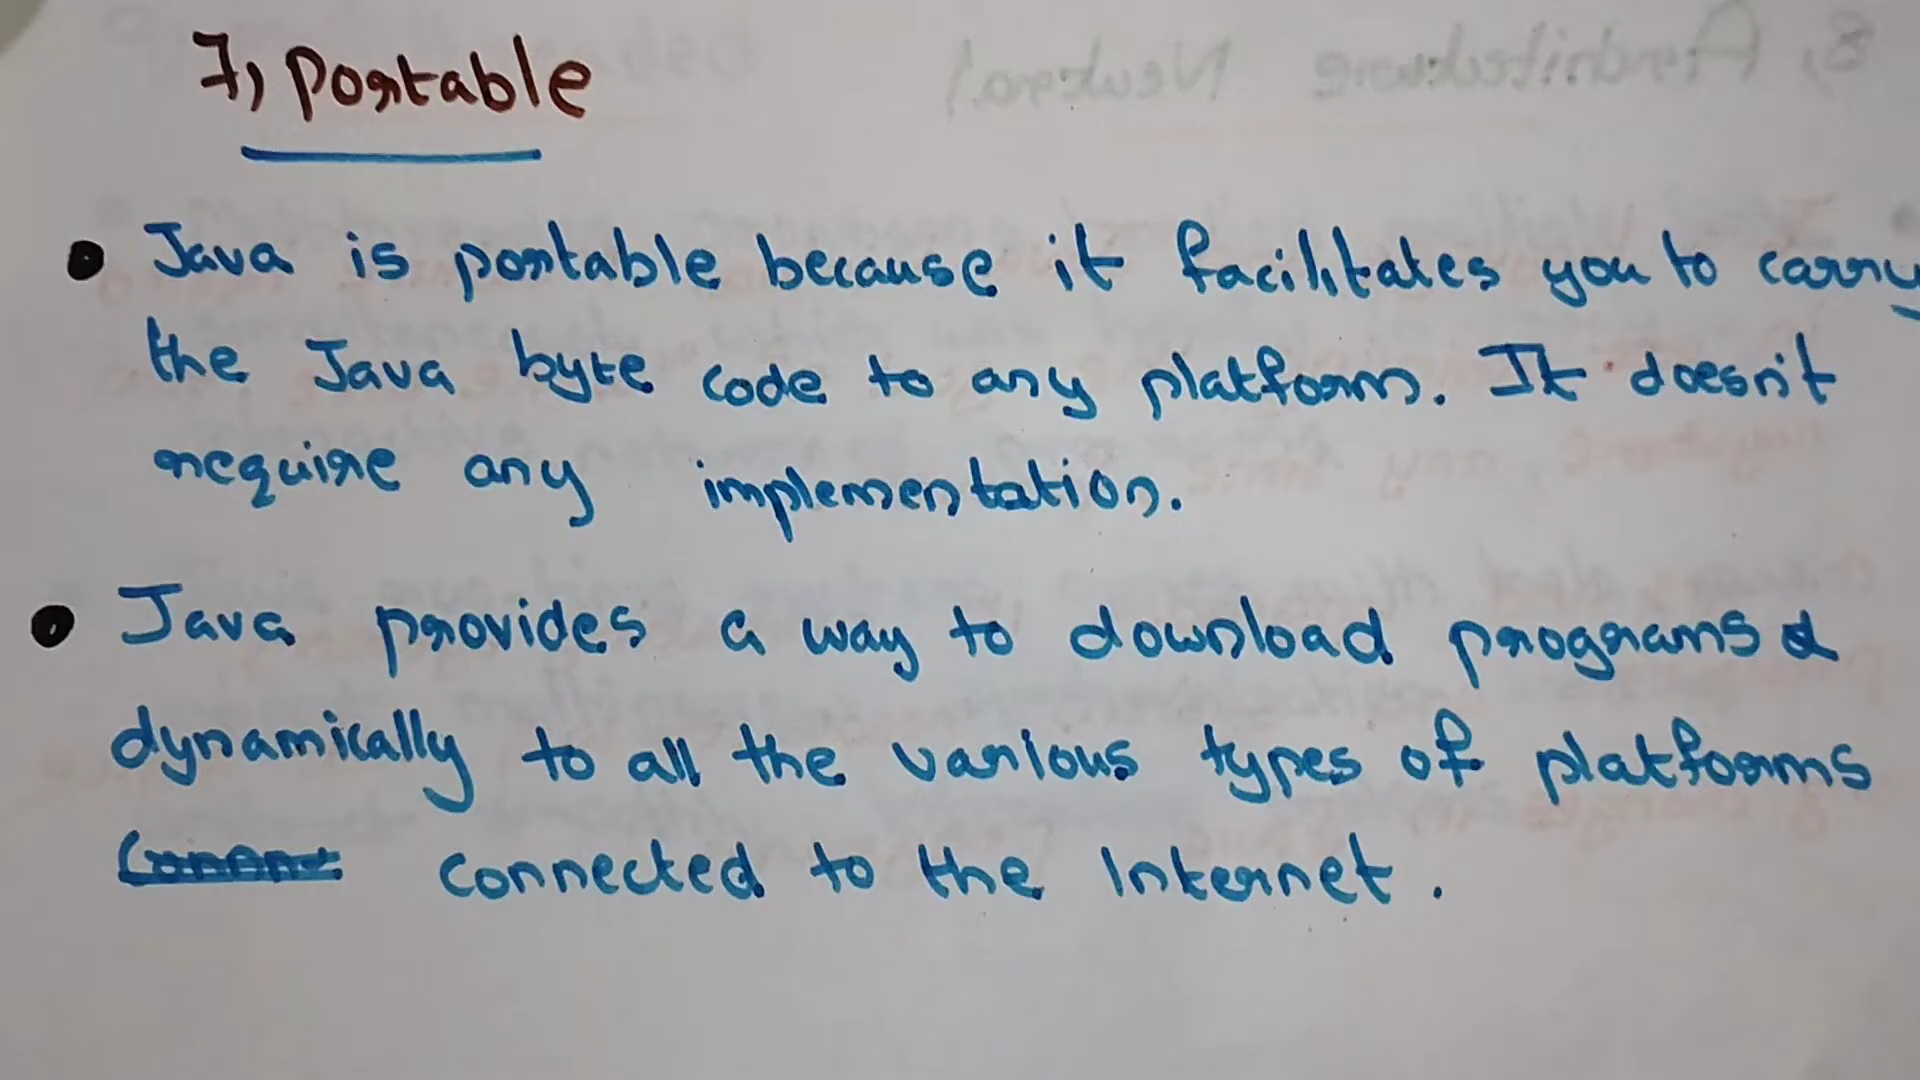 7, Portable
• Java is portable because it facilitates you to carry
the Java byte code to any platform. It doesn't
require any implementation.
• Java provides a way to download programs &
dynamically to all the various types of platforms
connected to the Internet.